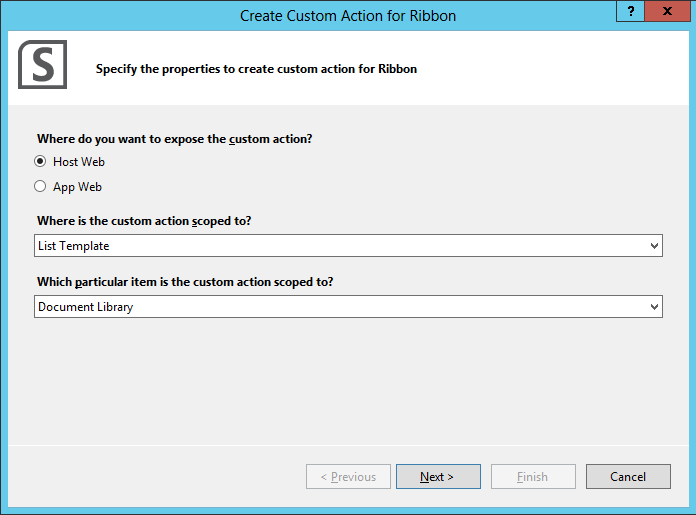 Create Custom Action for Ribbon
? x
S
Specify the properties to create custom action for Ribbon
Where do you want to expose the custom action?
Host Web
App Web
Where is the custom action scoped to?
List Template
Which particular item is the custom action scoped to?
Document Library
< Previous Next > Finish Cancel